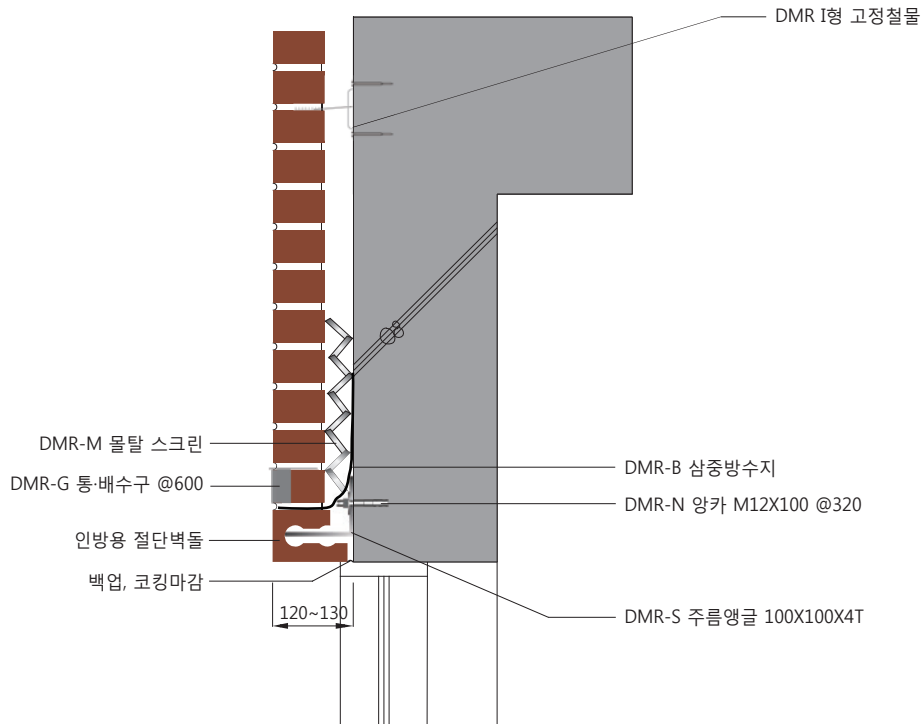 DMR I형 고정철물
DMR-M 몰탈 스크린
DMR-G 통·배수구 @600
인방용 절단벽돌
백업, 코킹마감
120~130
DMR-B 삼중방수지
DMR-N 앙카 M12X100 @320
DMR-S 주름앵글 100X100X4T